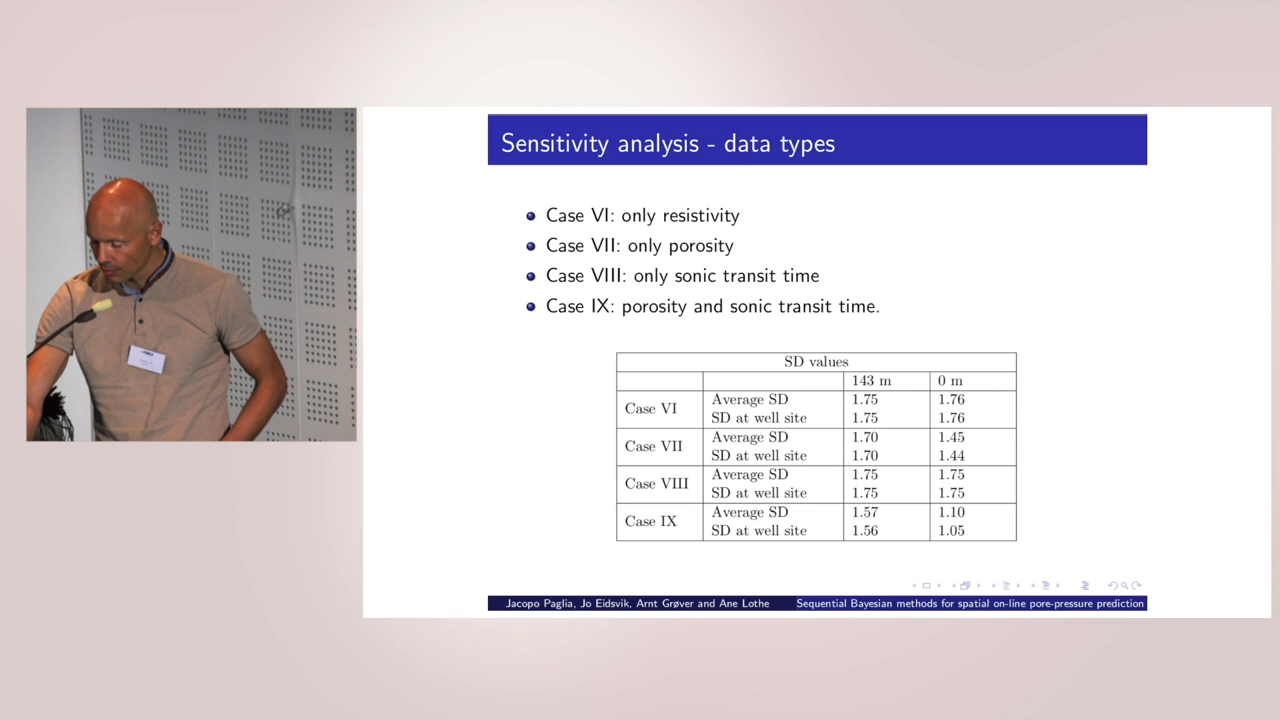 Sensitivity analysis - data types
Case VI: only resistivity
Case VII: only porosity
Case VIII: only sonic transit time
Case IX: porosity and sonic transit time.
SD values
143 m 0 m
Case VI Average SD 1.75 1.76
SD at well site 1.75 1.76
Case VII Average SD 1.70 1.45
SD at well site 1.70 1.44
Case VIII Average SD 1.75 1.75
SD at well site 1.75 1.75
Case IX Average SD 1.57 1.10
SD at well site 1.56 1.05
Jacopo Paglia, Jo Eidsvik, Arnt Grøver and Ane Lothe Sequential Bayesian methods for spatial on-line pore-pressure prediction